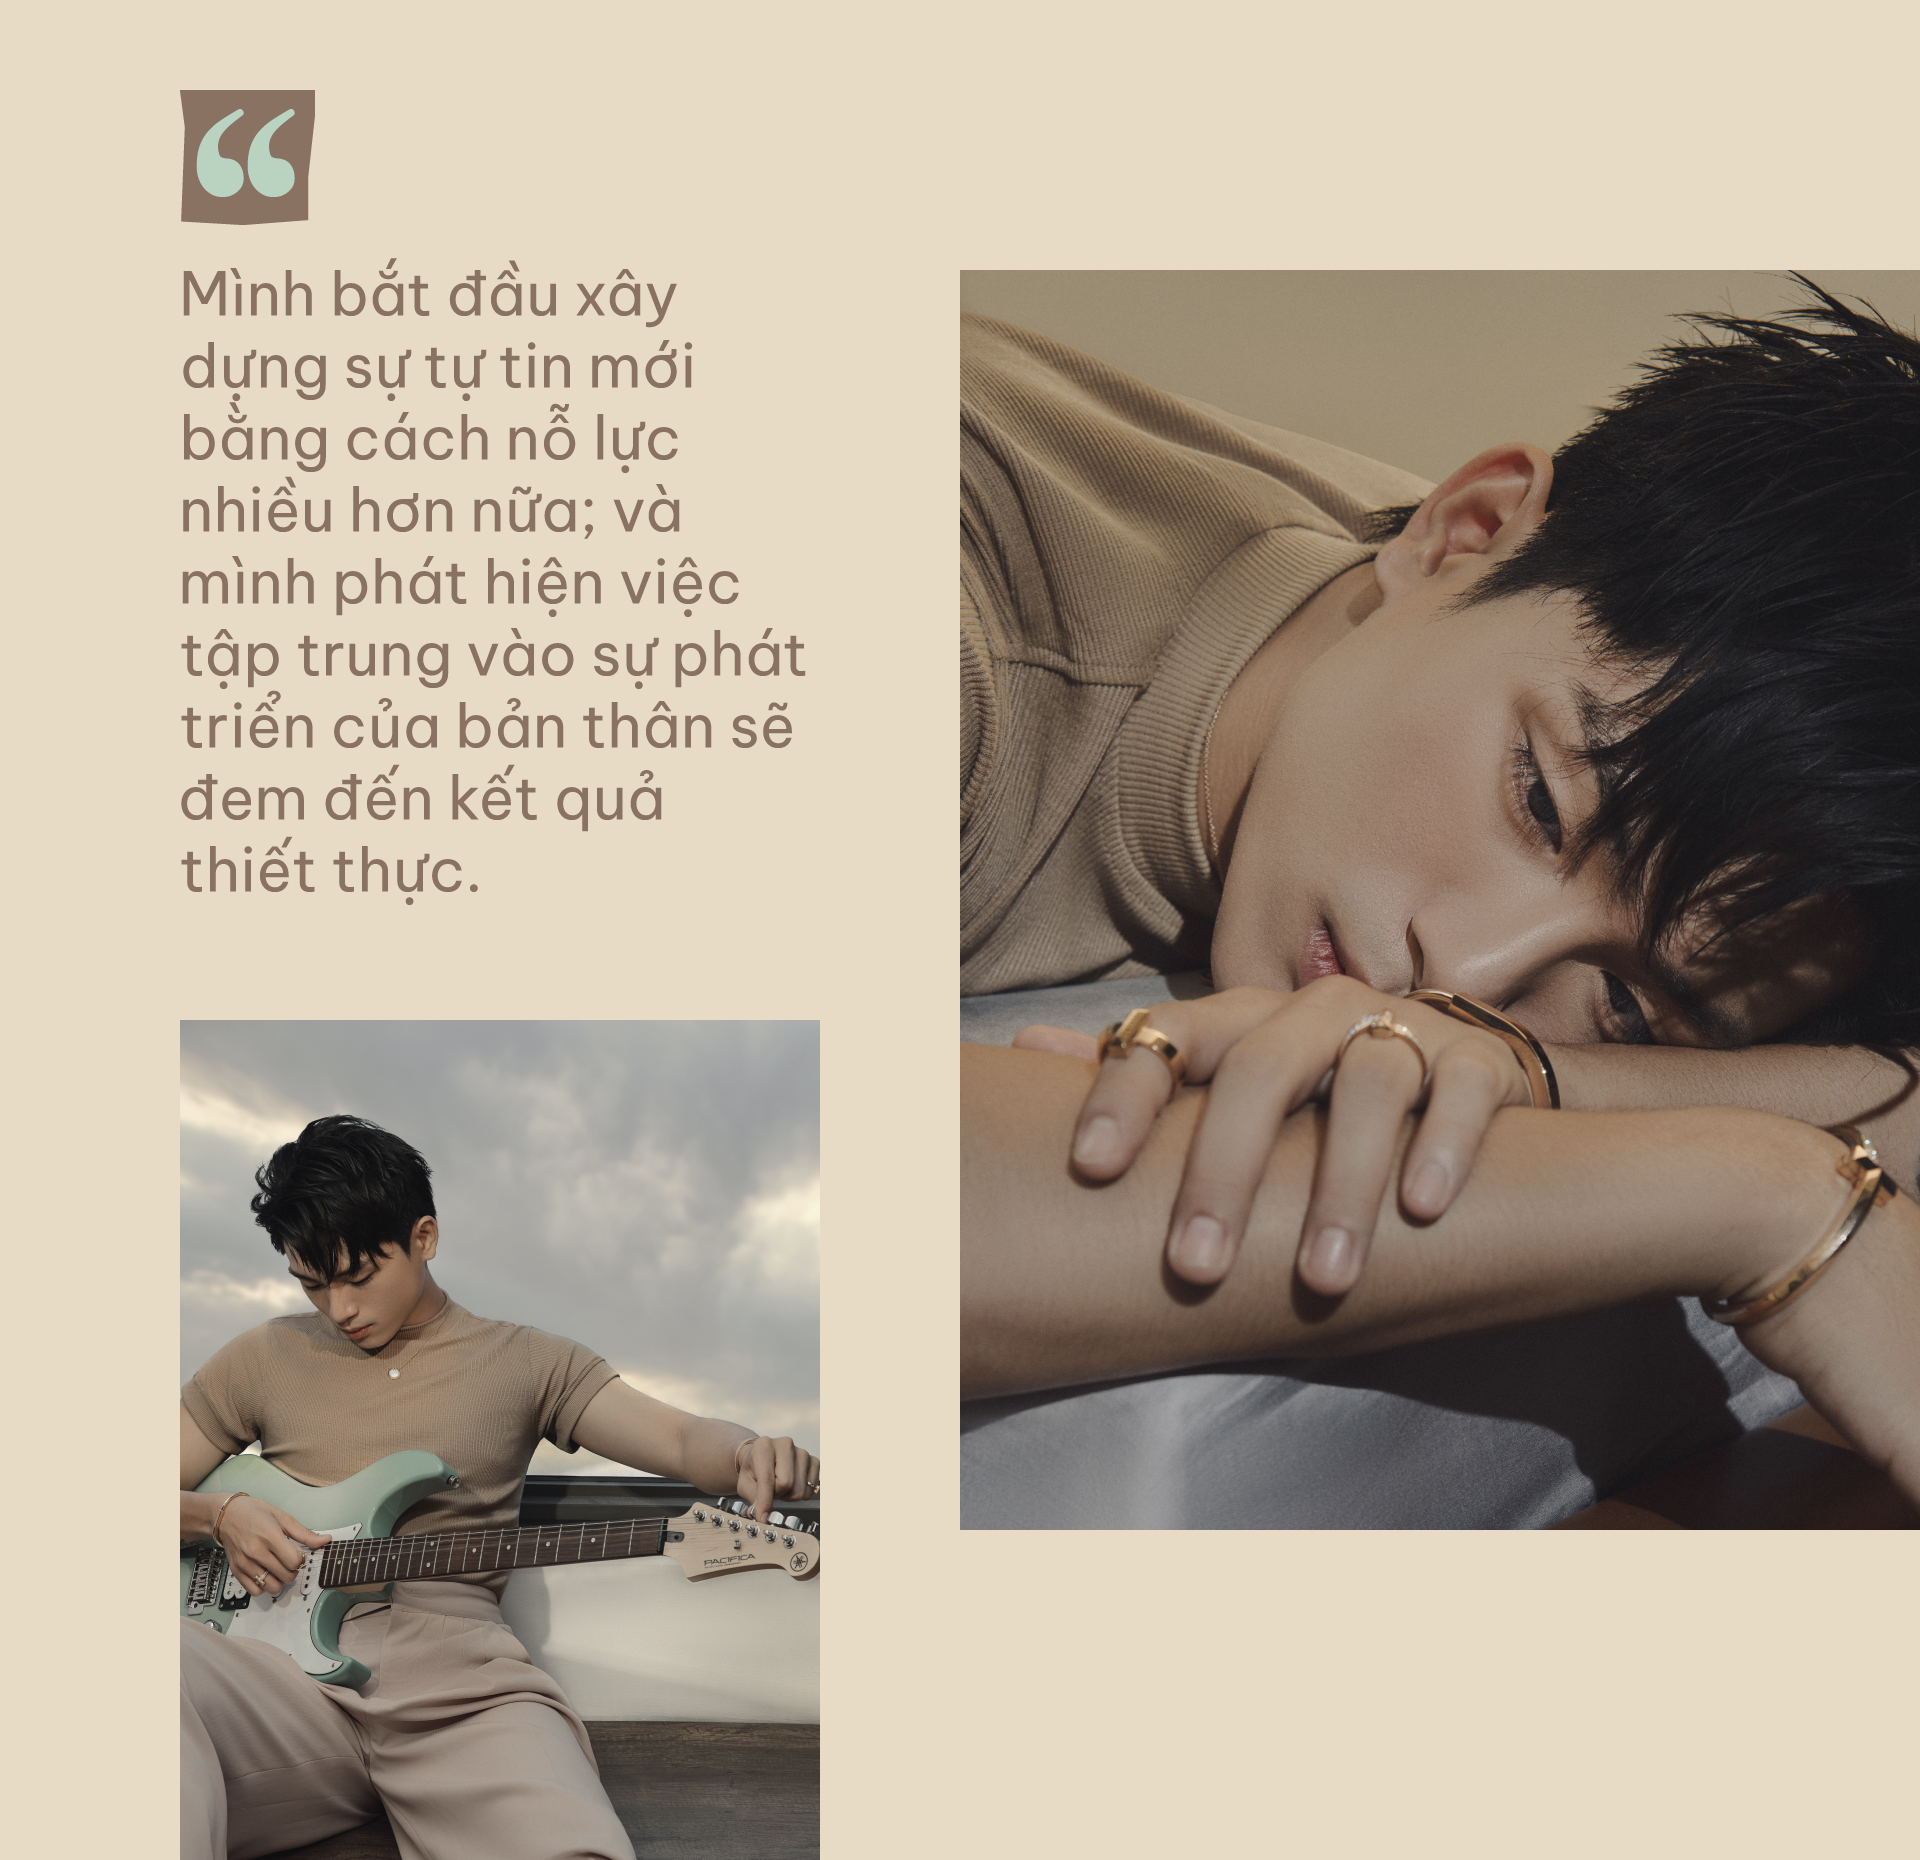 “
Mình bắt đầu xây
dựng sự tự tin mới
bằng cách nỗ lực
nhiều hơn nữa; và
mình phát hiện việc
tập trung vào sự phát
triển của bản thân sẽ
đem đến kết quả
thiết thực.
PACIFICA